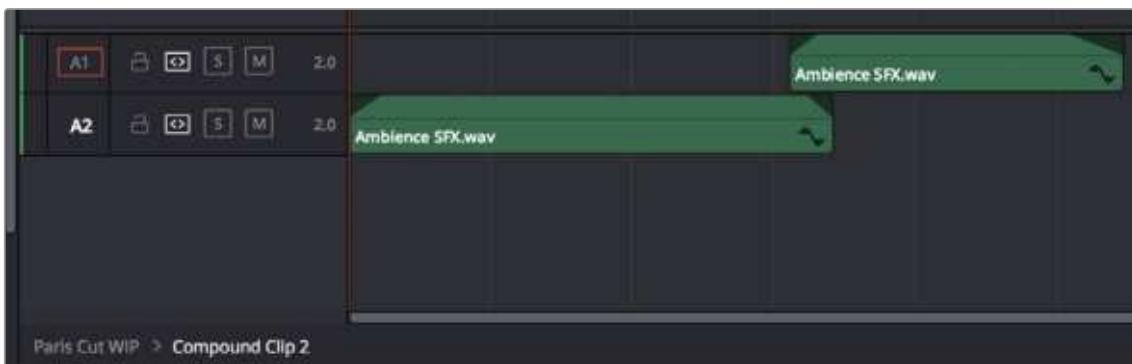 A1 S M 2.0
Ambience SFX.wav
A2 S M 2.0
Ambience SFX.wav
Paris Cut WIP > Compound Clip 2